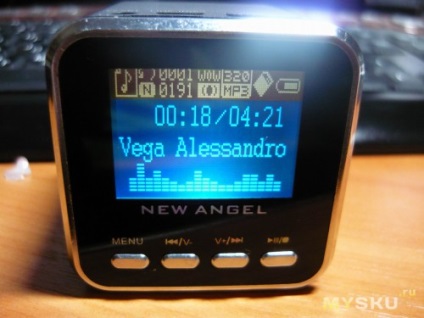 0001 WOW 320
N 0191 MP3
00:18/04:21
Vega Alessandro
NEW ANGEL
MENU I◄◄/V- V+/►►I ►II/■
MYSKU.ru